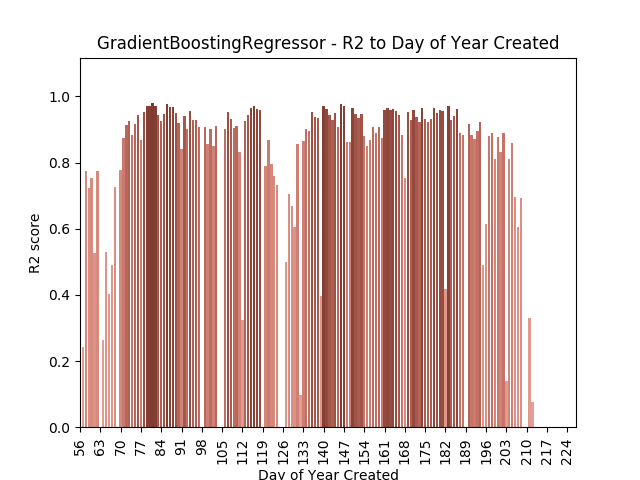 GradientBoostingRegressor - R2 to Day of Year Created
1.0
0.8
0.6
0.4
0.2
0.0
R2 score
56 63 70 77 84 91 98 105 112 119 126 133 140 147 154 161 168 175 182 189 196 203 210 217 224
Day of Year Created